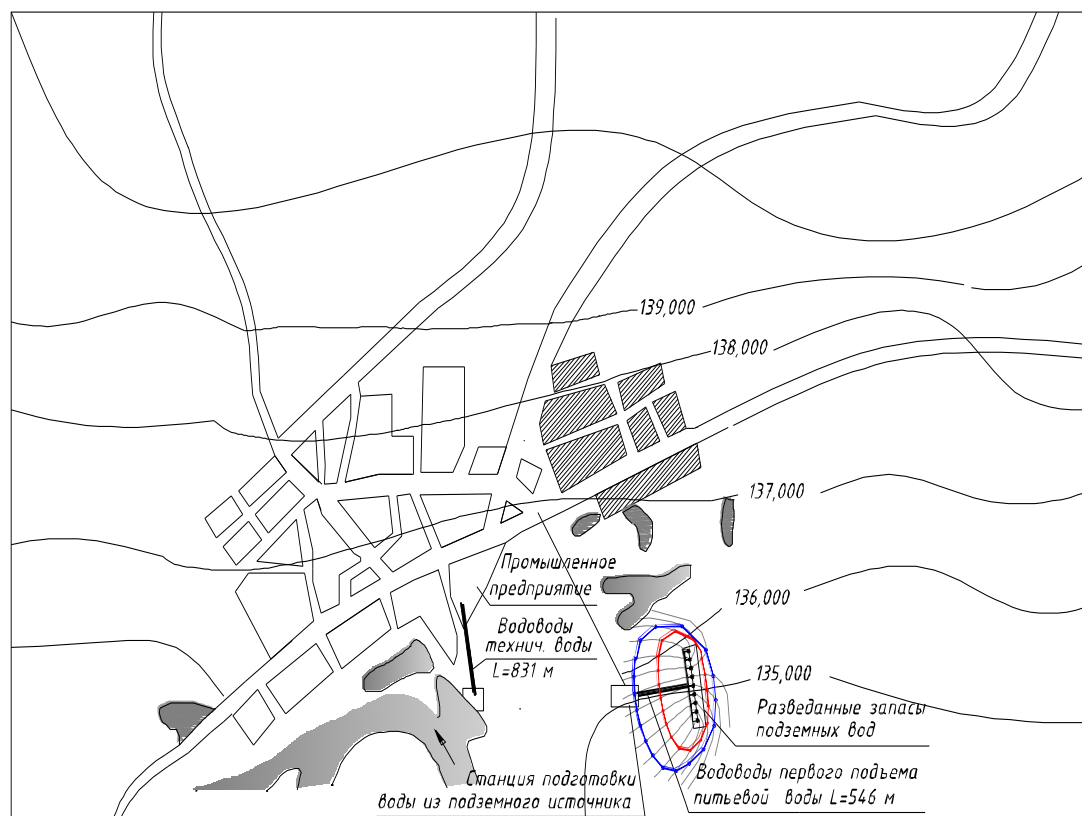 139,000
138,000
137,000
Промышленное
предприятие
136,000
Водоводы
технич. воды
L=831 м
135,000
Разведанные запасы
подземных вод
Станция подготовки
воды из подземного источника
Водоводы первого подъема
питьевой воды L=546 м